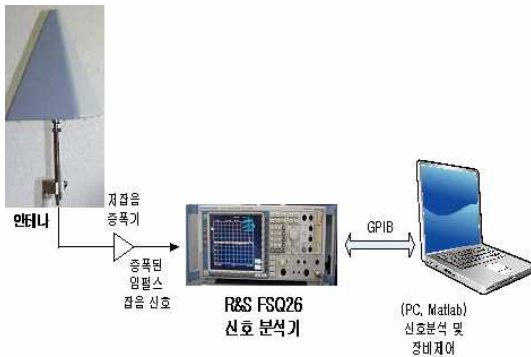 안테나
저잡음
증폭기
증폭된
임펄스
잡음 신호
R&S FSQ26
신호 분석기
GPIB
(PC, Matlab)
신호분석 및
장비제어